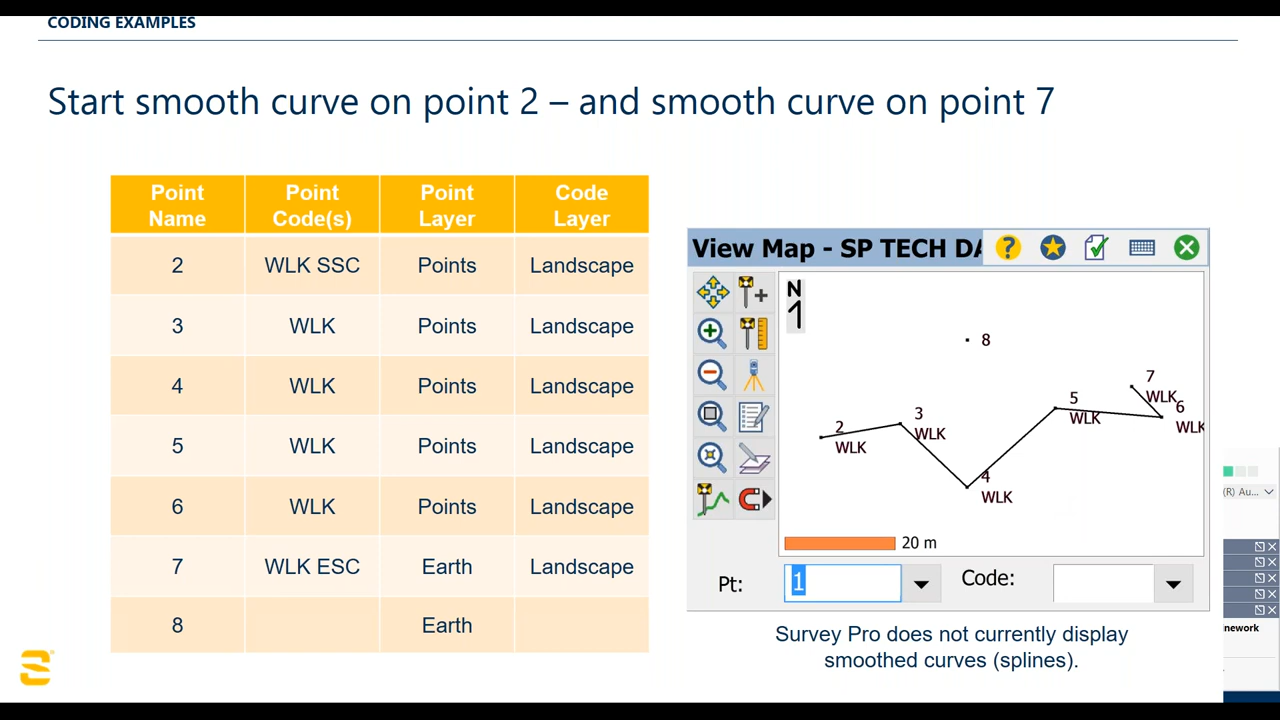 CODING EXAMPLES
Start smooth curve on point 2 – and smooth curve on point 7
Point Name Point Code(s) Point Layer Code Layer
2 WLK SSC Points Landscape
3 WLK Points Landscape
4 WLK Points Landscape
5 WLK Points Landscape
6 WLK Points Landscape
7 WLK ESC Earth Landscape
8 Earth
View Map - SP TECH DA
N
1
8
7
WLK
6
WLK
5
WLK
3
WLK
2
WLK
4
WLK
20 m
Pt: 1 Code:
Survey Pro does not currently display
smoothed curves (splines).
(R) Au...
nework